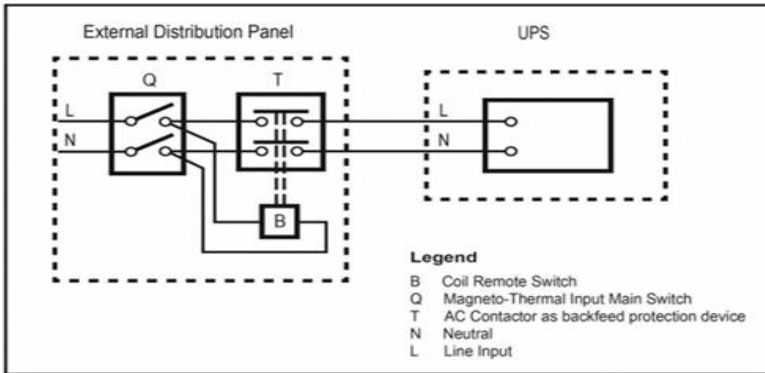 External Distribution Panel
UPS
Q
T
L
N
L
N
B
Legend
B Coil Remote Switch
Q Magneto-Thermal Input Main Switch
T AC Contactor as backfeed protection device
N Neutral
L Line Input